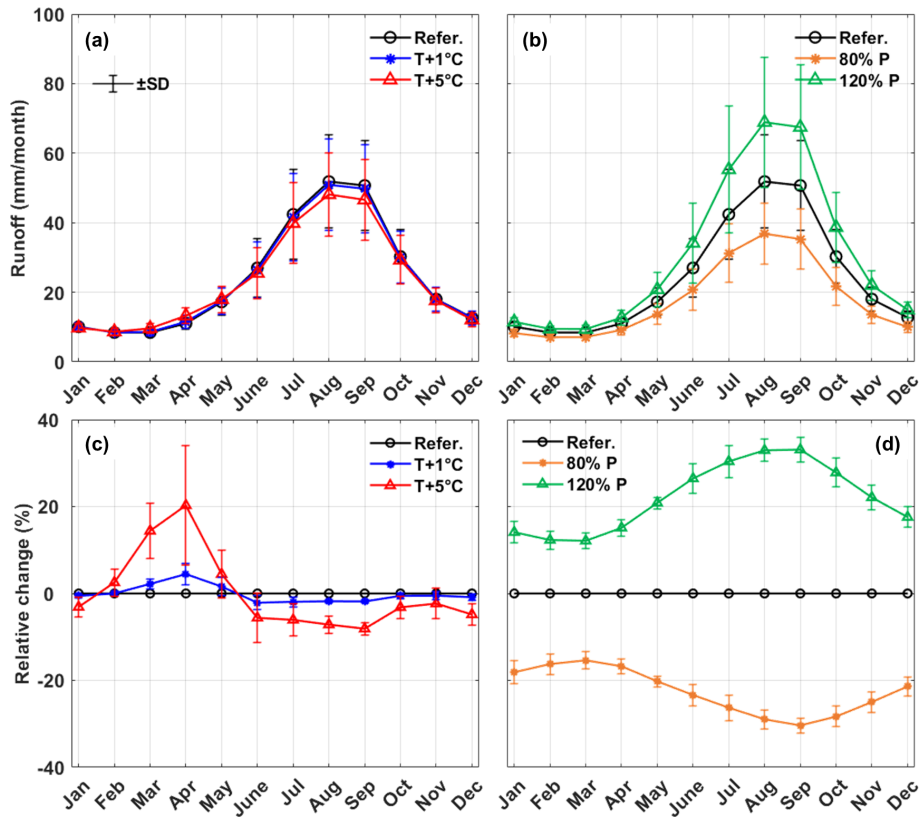 100
80
60
40
20
0
Runoff (mm/month)
(a)
±SD
Refer.
T+1°C
T+5°C
Jan
Feb
Mar
Apr
May
June
Jul
Aug
Sep
Oct
Nov
Dec
(b)
Refer.
80% P
120% P
Jan
Feb
Mar
Apr
May
June
Jul
Aug
Sep
Oct
Nov
Dec
40
20
0
-20
-40
Relative change (%)
(c)
Refer.
T+1°C
T+5°C
Jan
Feb
Mar
Apr
May
June
Jul
Aug
Sep
Oct
Nov
Dec
Refer.
80% P
120% P
(d)
Jan
Feb
Mar
Apr
May
June
Jul
Aug
Sep
Oct
Nov
Dec